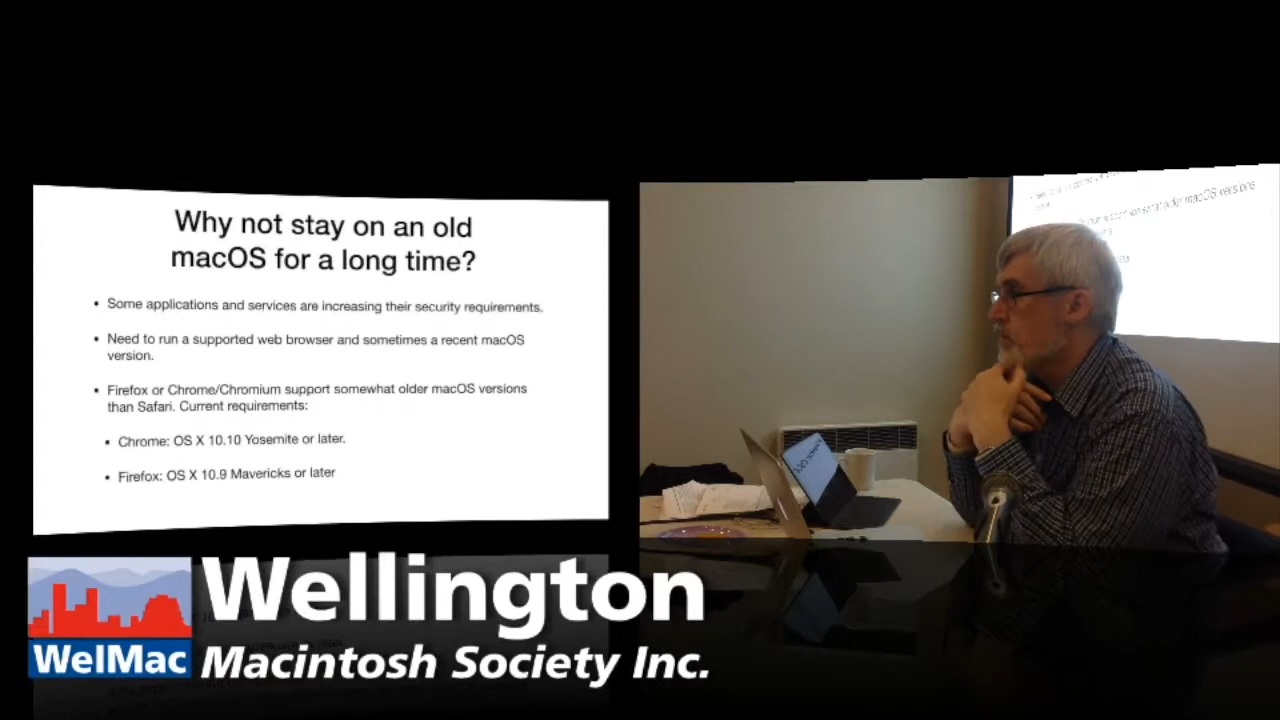 Why not stay on an old
macOS for a long time?
• Some applications and services are increasing their security requirements.
• Need to run a supported web browser and sometimes a recent macOS
version.
• Firefox or Chrome/Chromium support somewhat older macOS versions
than Safari. Current requirements:
• Chrome: OS X 10.10 Yosemite or later.
• Firefox: OS X 10.9 Mavericks or later
older macOS versions
WelMac
Wellington
Macintosh Society Inc.